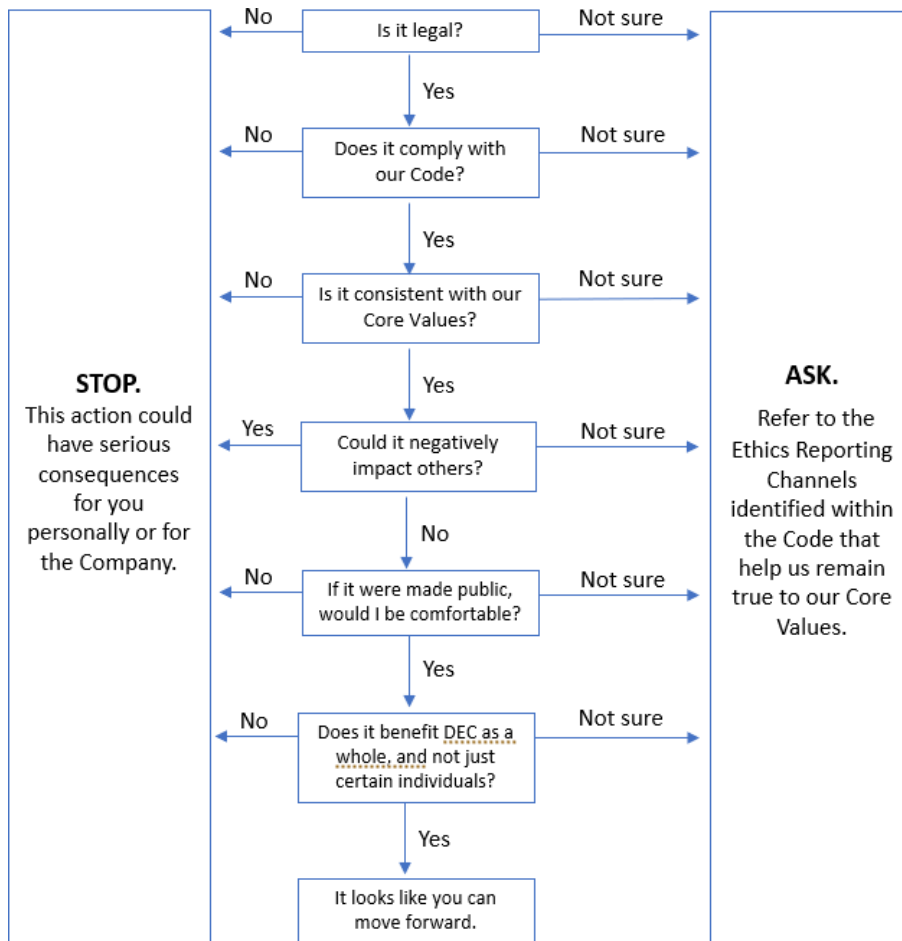 No
Is it legal?
Not sure
Yes
No
Does it comply with
our Code?
Not sure
Yes
No
Is it consistent with our
Core Values?
Not sure
Yes
STOP.
This action could
have serious
consequences
for you
personally or for
the Company.
Yes
Could it negatively
impact others?
Not sure
No
No
If it were made public,
would I be comfortable?
Not sure
Yes
No
Does it benefit DEC as a
whole, and not just
certain individuals?
Not sure
Yes
It looks like you can
move forward.
ASK.
Refer to the
Ethics Reporting
Channels
identified within
the Code that
help us remain
true to our Core
Values.